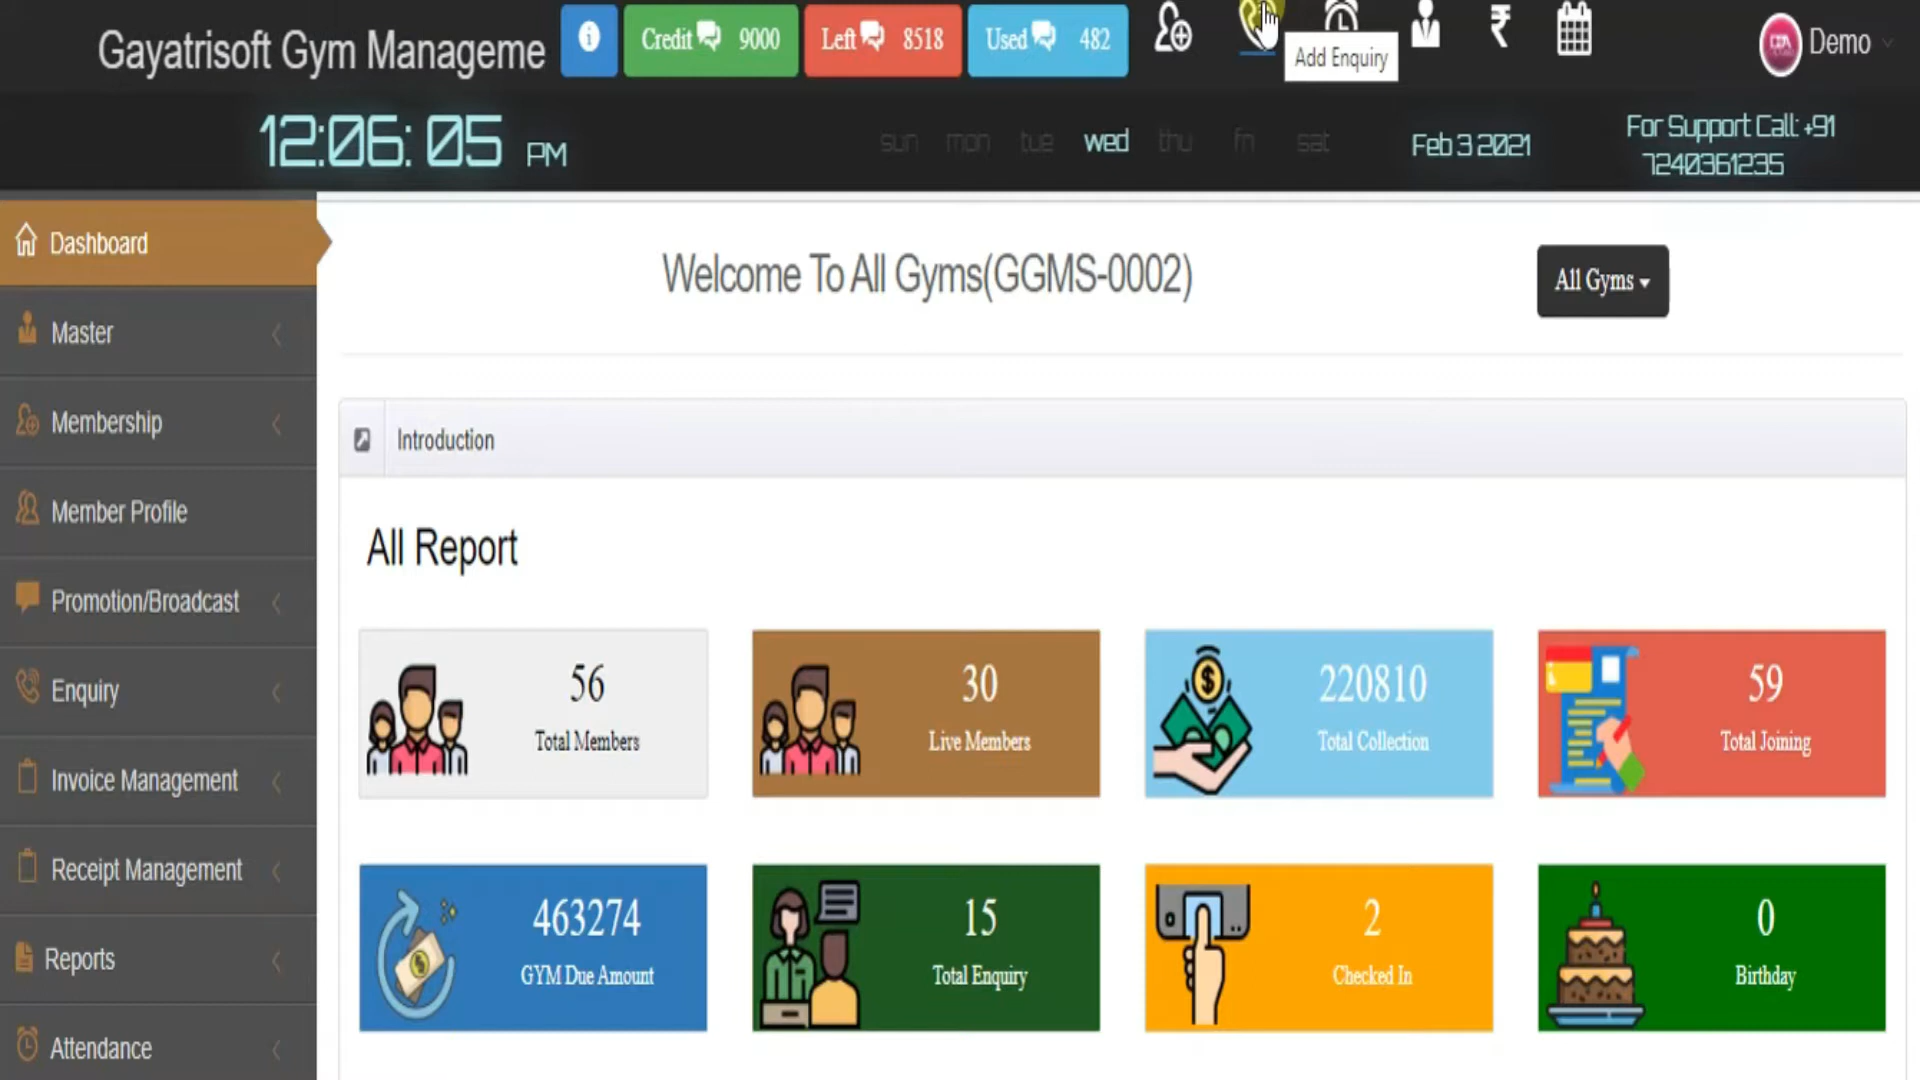 Gayatrisoft Gym Manageme
Credit 9000
Left 8518
Used 482
Add Enquiry
Demo
12:06: 05 PM
sun mon tue wed thu fri sat
Feb 3 2021
For Support Call: +91
7240361235
Dashboard
Master
Membership
Member Profile
Promotion/Broadcast
Enquiry
Invoice Management
Receipt Management
Reports
Attendance
Welcome To All Gyms(GGMS-0002)
All Gyms
Introduction
All Report
56
Total Members
30
Live Members
220810
Total Collection
59
Total Joining
463274
GYM Due Amount
15
Total Enquiry
2
Checked In
0
Birthday